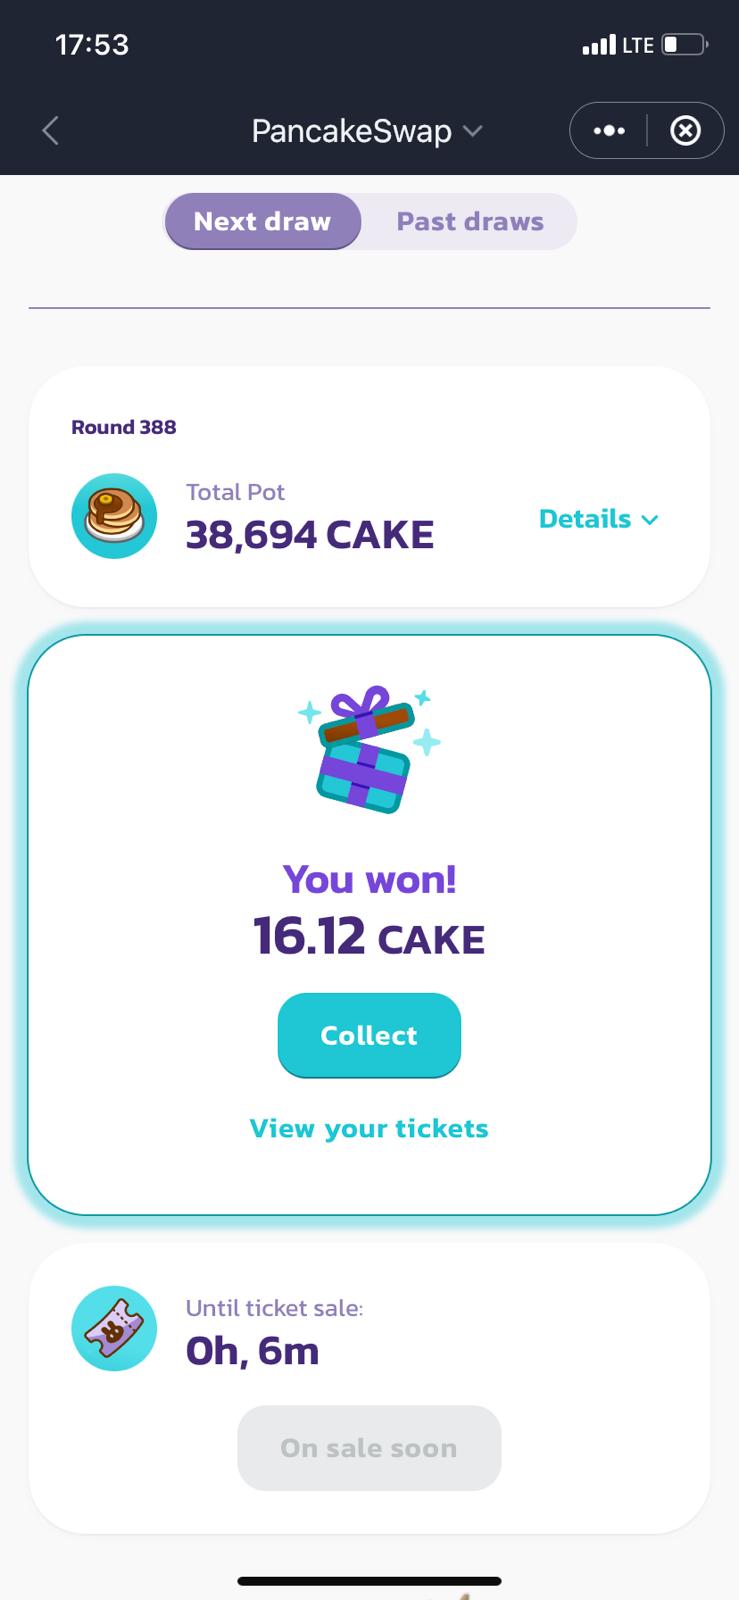 17:53
LTE
PancakeSwap
Next draw
Past draws
Round 388
Total Pot
38,694 CAKE
Details
You won!
16.12 CAKE
Collect
View your tickets
Until ticket sale:
0h, 6m
On sale soon